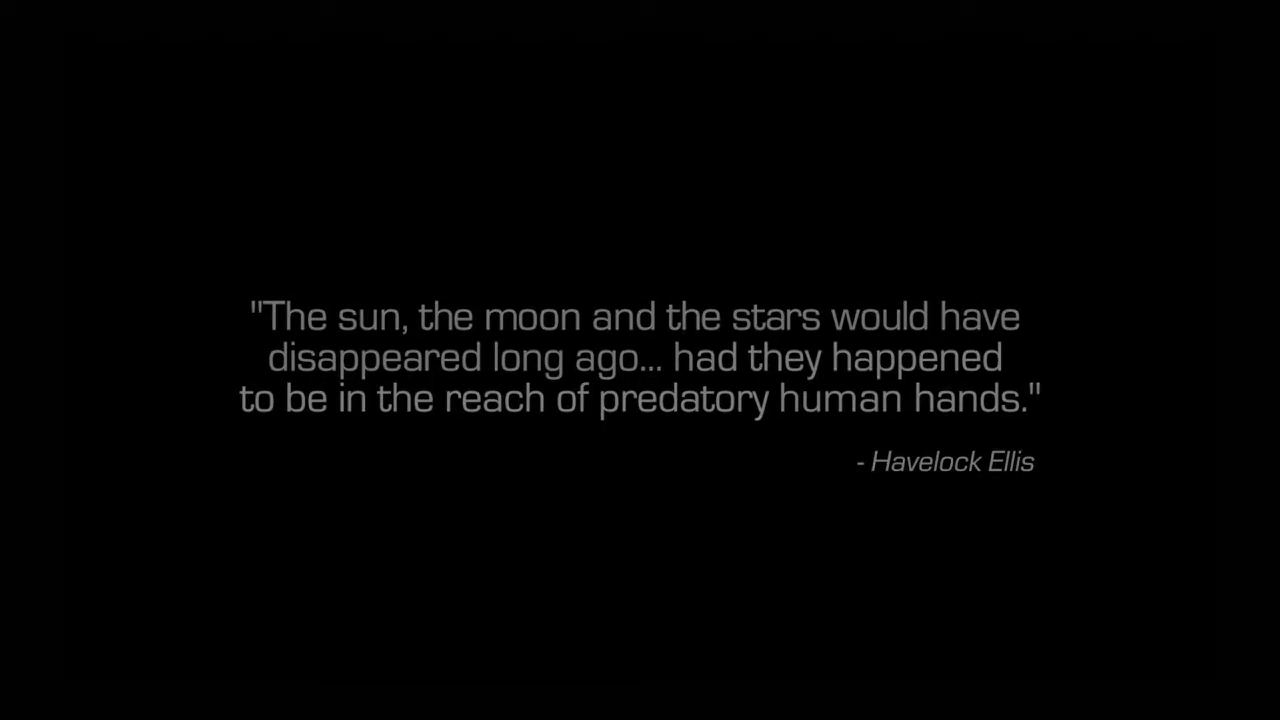 "The sun, the moon and the stars would have
disappeared long ago... had they happened
to be in the reach of predatory human hands."
- Havelock Ellis